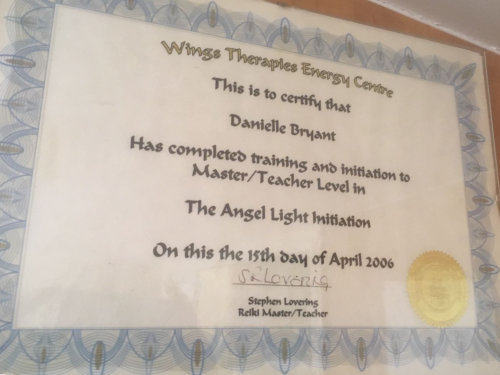 Wings Therapies Energy Centre
This is to certify that
Danielle Bryant
Has completed training and initiation to
Master/Teacher Level in
The Angel Light Initiation
On this the 15th day of April 2006
S Lovering
Stephen Lovering
Reiki Master/Teacher